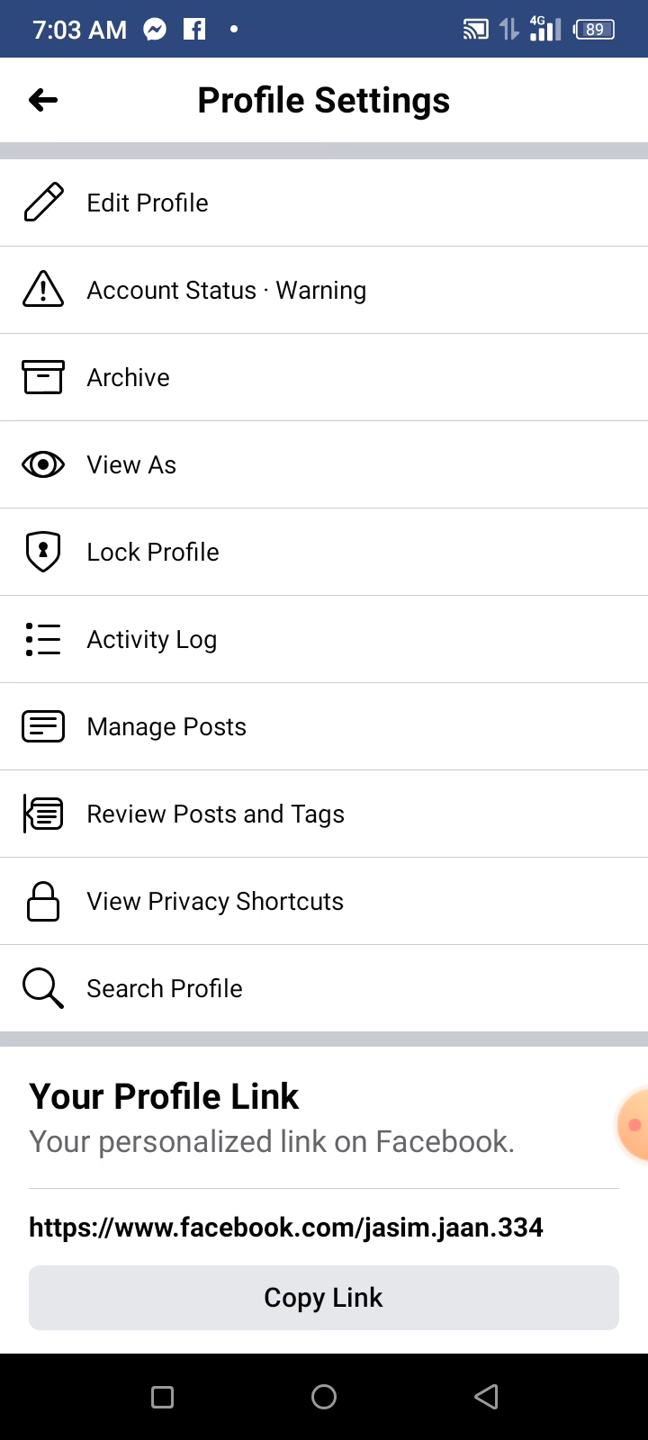 7:03 AM
4G
89
Profile Settings
Edit Profile
Account Status · Warning
Archive
View As
Lock Profile
Activity Log
Manage Posts
Review Posts and Tags
View Privacy Shortcuts
Search Profile
Your Profile Link
Your personalized link on Facebook.
https://www.facebook.com/jasim.jaan.334
Copy Link